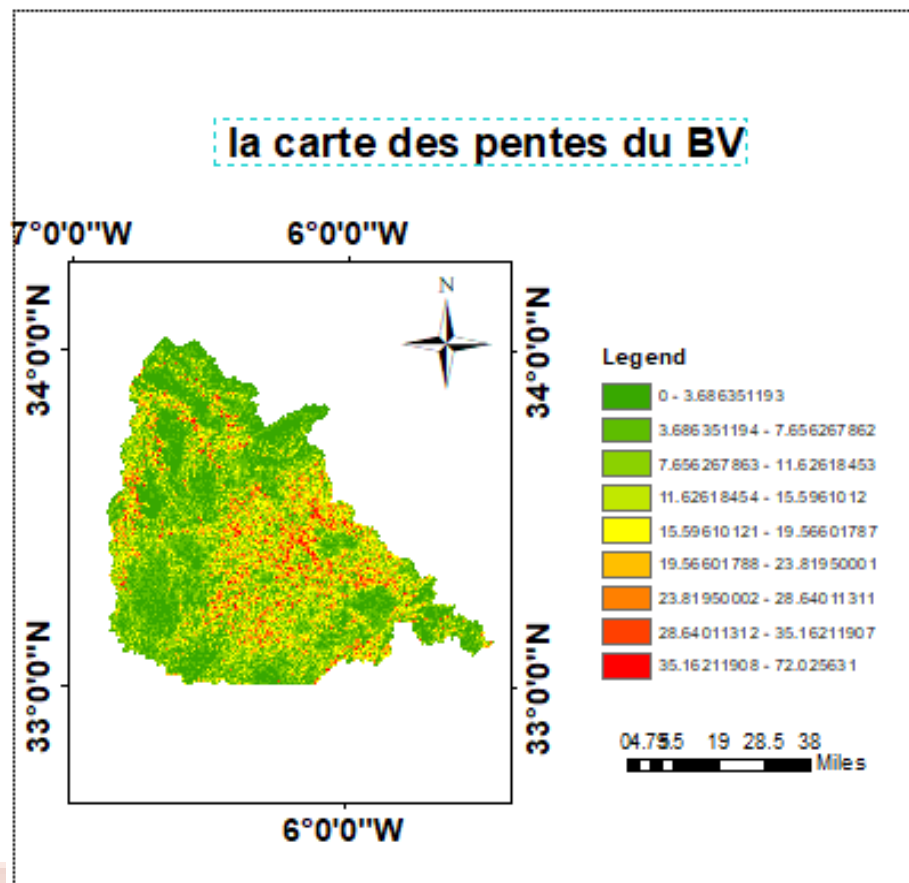 la carte des pentes du BV
7°0'0"W 6°0'0"W
N
34°0'0"N
34°0'0"N
Legend
0 - 3.686351193
3.686351194 - 7.656267862
7.656267863 - 11.62618453
11.62618454 - 15.5961012
15.59610121 - 19.56601787
19.56601788 - 23.81950001
23.81950002 - 28.64011311
28.64011312 - 35.16211907
35.16211908 - 72.025631
33°0'0"N
33°0'0"N
19 28.5 38
Miles
6°0'0"W